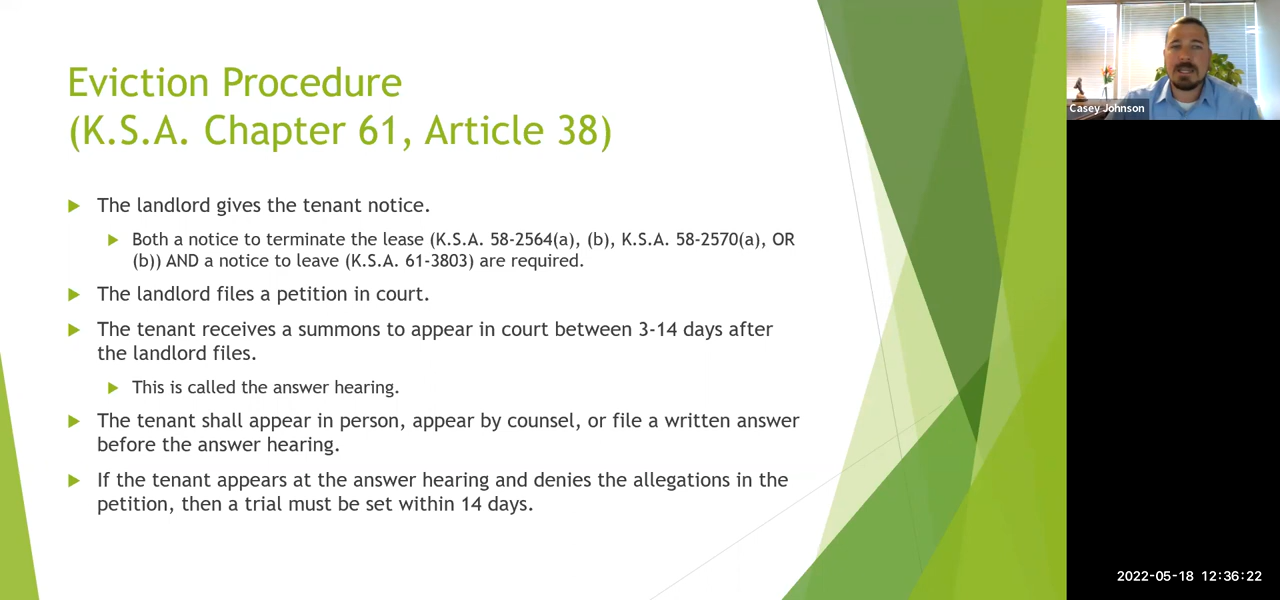 Eviction Procedure
(K.S.A. Chapter 61, Article 38)
The landlord gives the tenant notice.
Both a notice to terminate the lease (K.S.A. 58-2564(a), (b), K.S.A. 58-2570(a), OR
(b)) AND a notice to leave (K.S.A. 61-3803) are required.
The landlord files a petition in court.
The tenant receives a summons to appear in court between 3-14 days after
the landlord files.
This is called the answer hearing.
The tenant shall appear in person, appear by counsel, or file a written answer
before the answer hearing.
If the tenant appears at the answer hearing and denies the allegations in the
petition, then a trial must be set within 14 days.
Casey Johnson
2022-05-18 12:36:22